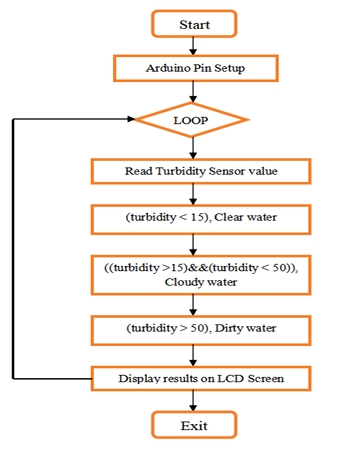 Start
Arduino Pin Setup
LOOP
Read Turbidity Sensor value
(turbidity < 15), Clear water
((turbidity >15)&&(turbidity < 50)),
Cloudy water
(turbidity > 50), Dirty water
Display results on LCD Screen
Exit